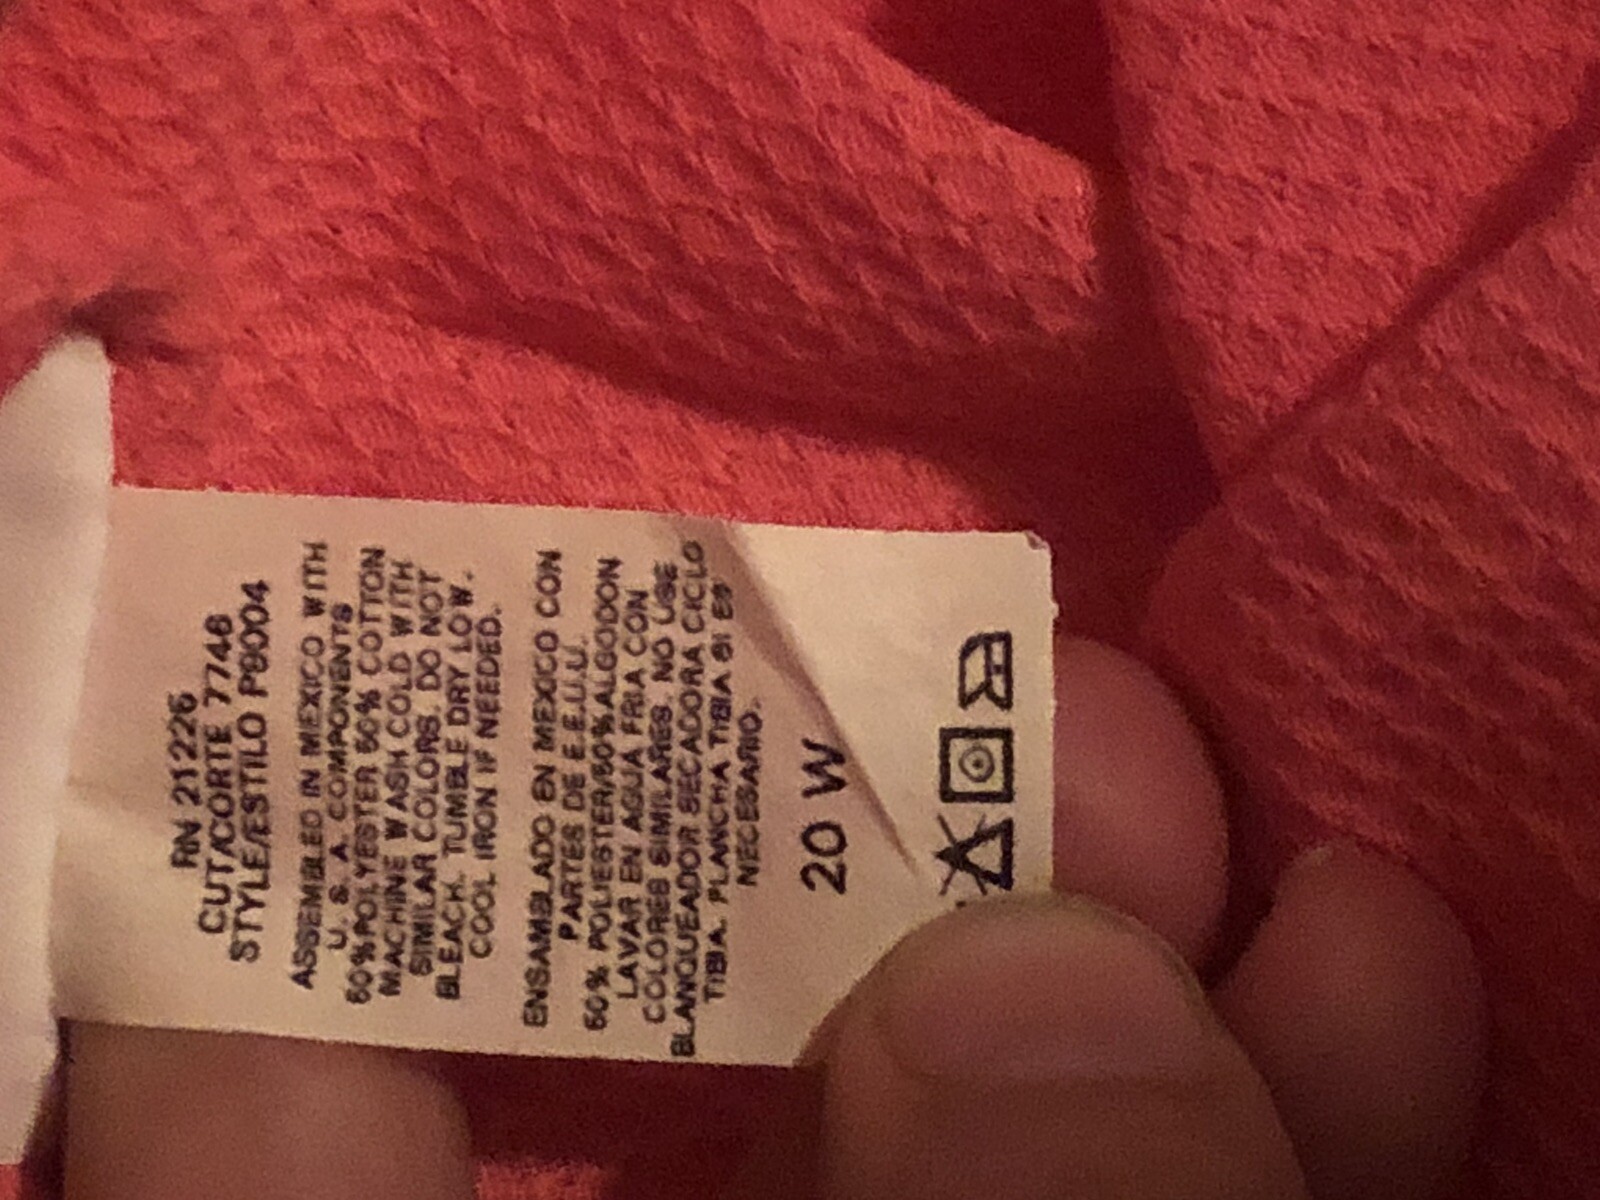 RN 21226
CUT/CORTE 7746
STYLE/ESTILO P9004
ASSEMBLED IN MEXICO WITH
U. S. A. COMPONENTS
50%POLYESTER 50% COTTON
MACHINE WASH COLD WITH
SIMILAR COLORS. DO NOT
BLEACH. TUMBLE DRY LOW.
COOL IRON IF NEEDED.
ENSAMBLADO EN MEXICO CON
PARTES DE E.E.U.U.
50% POLIESTER/50%ALGODON
LAVAR EN AGUA FRIA CON
COLORES SIMILARES. NO USE
BLANQUEADOR SECADORA CICLO
TIBIA. PLANCHA TIBIA SI ES
NECESARIO.
20 W